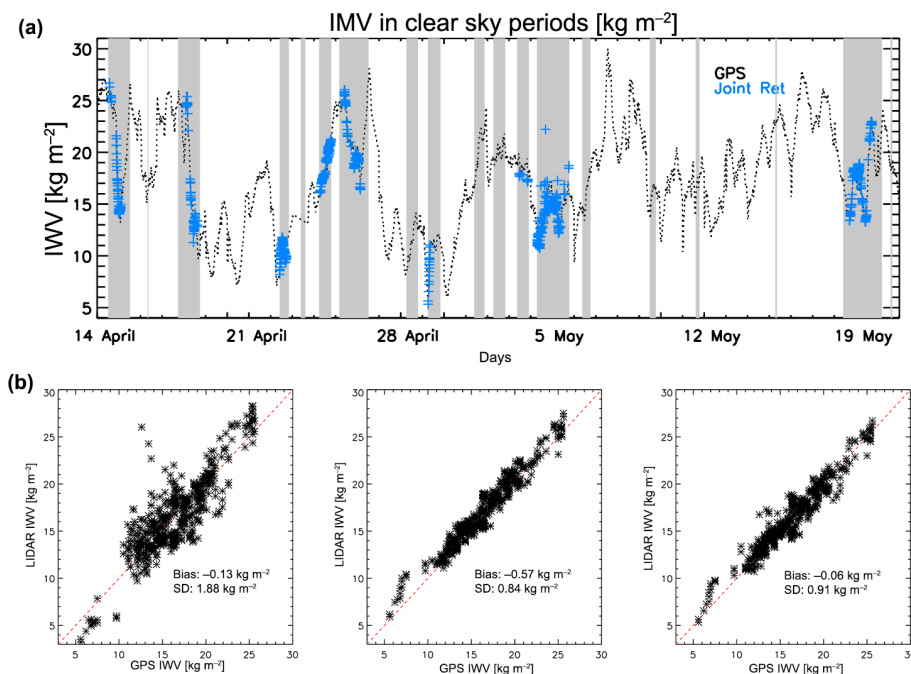 (a)
IMV in clear sky periods [kg m–2]
30
25
20
15
10
5
IWV [kg m–2]
GPS
Joint Ret
14 April 21 April 28 April 5 May 12 May 19 May
Days
(b)
30
25
20
15
10
5
LIDAR IWV [kg m–2]
Bias: –0.13 kg m–2
SD: 1.88 kg m–2
5 10 15 20 25 30
GPS IWV [kg m–2]
30
25
20
15
10
5
LIDAR IWV [kg m–2]
Bias: –0.57 kg m–2
SD: 0.84 kg m–2
5 10 15 20 25 30
GPS IWV [kg m–2]
30
25
20
15
10
5
LIDAR IWV [kg m–2]
Bias: –0.06 kg m–2
SD: 0.91 kg m–2
5 10 15 20 25 30
GPS IWV [kg m–2]